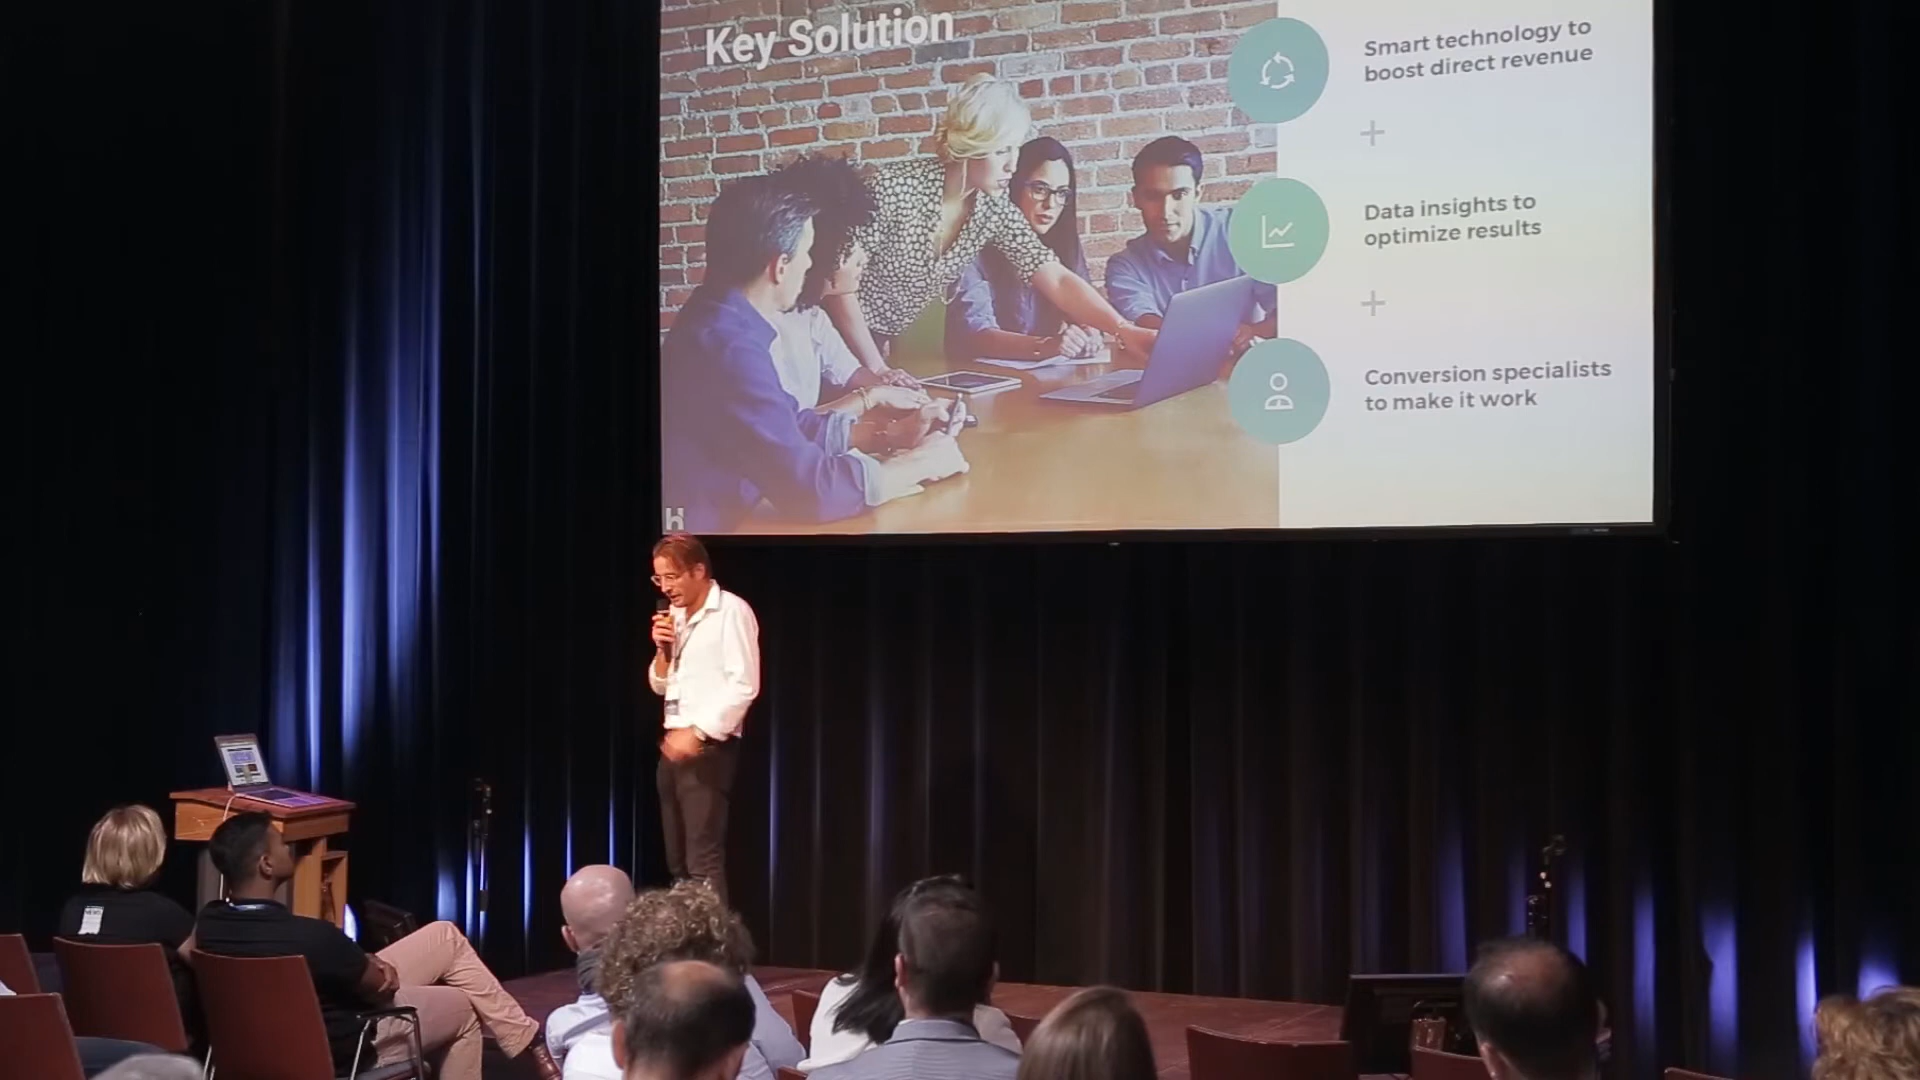 Key Solution
Smart technology to
boost direct revenue
+
Data insights to
optimize results
+
Conversion specialists
to make it work
H